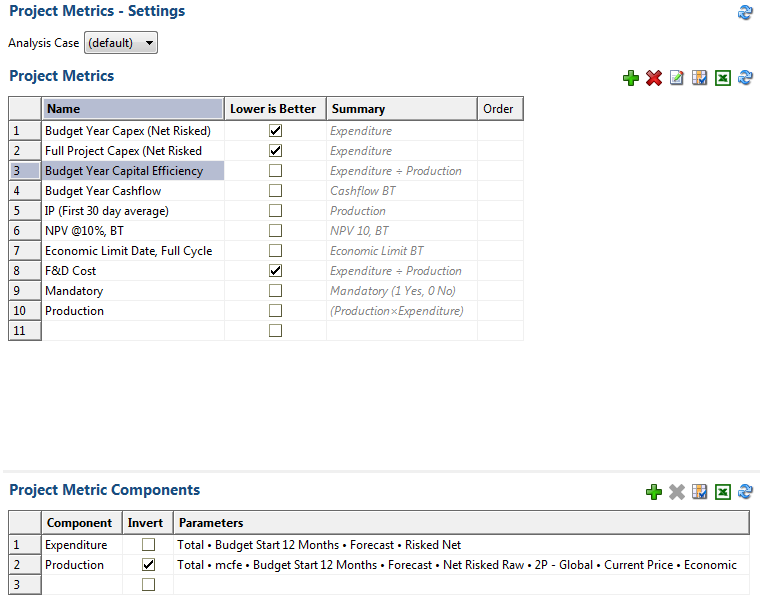 Project Metrics - Settings
Analysis Case (default)
Project Metrics
Name Lower is Better Summary Order
1 Budget Year Capex (Net Risked) Expenditure
2 Full Project Capex (Net Risked Expenditure
3 Budget Year Capital Efficiency Expenditure ÷ Production
4 Budget Year Cashflow Cashflow BT
5 IP (First 30 day average) Production
6 NPV @10%, BT NPV 10, BT
7 Economic Limit Date, Full Cycle Economic Limit BT
8 F&D Cost Expenditure ÷ Production
9 Mandatory Mandatory (1 Yes, 0 No)
10 Production (Production×Expenditure)
11
Project Metric Components
Component Invert Parameters
1 Expenditure Total • Budget Start 12 Months • Forecast • Risked Net
2 Production Total • mcfe • Budget Start 12 Months • Forecast • Net Risked Raw • 2P - Global • Current Price • Economic
3